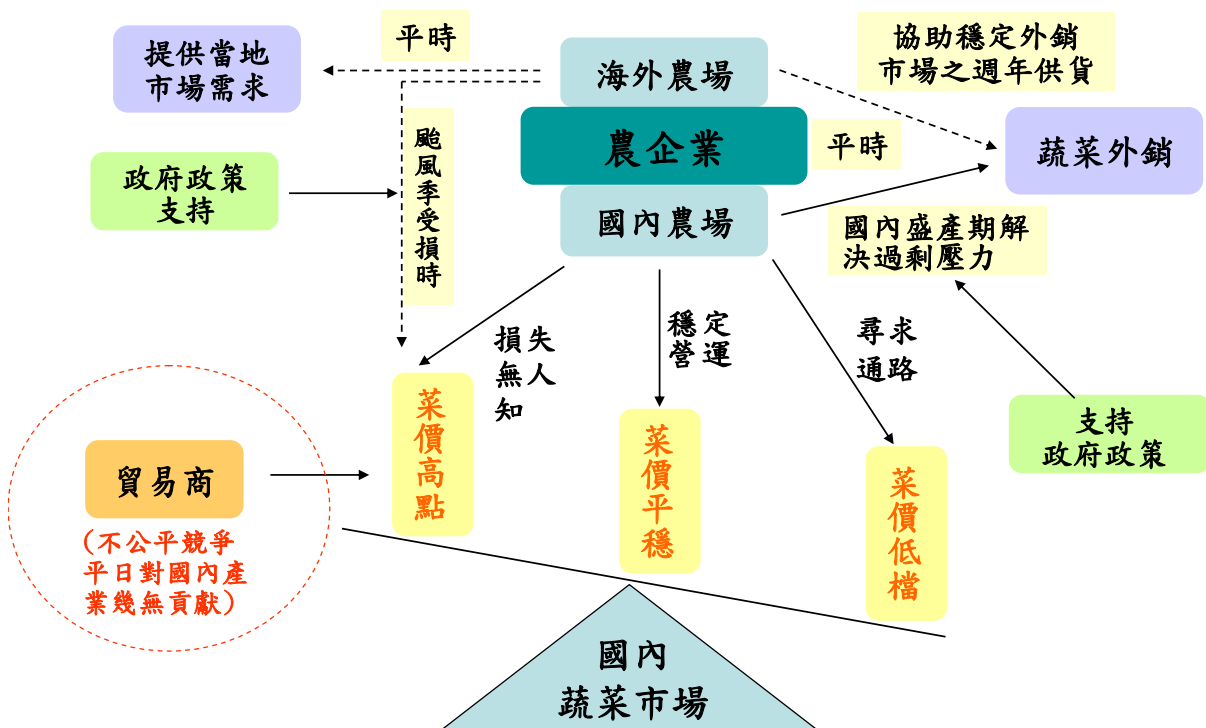 提供當地
市場需求
平時
海外農場
協助穩定外銷
市場之週年供貨
農企業
平時
蔬菜外銷
政府政策
支持
颱風季受損時
國內農場
國內盛產期解
決過剩壓力
損失
無人
知
穩定
營運
尋求
通路
支持
政府政策
菜價高點
菜價平穩
菜價低檔
貿易商
(不公平競爭
平日對國內產
業幾無貢獻)
國內
蔬菜市場